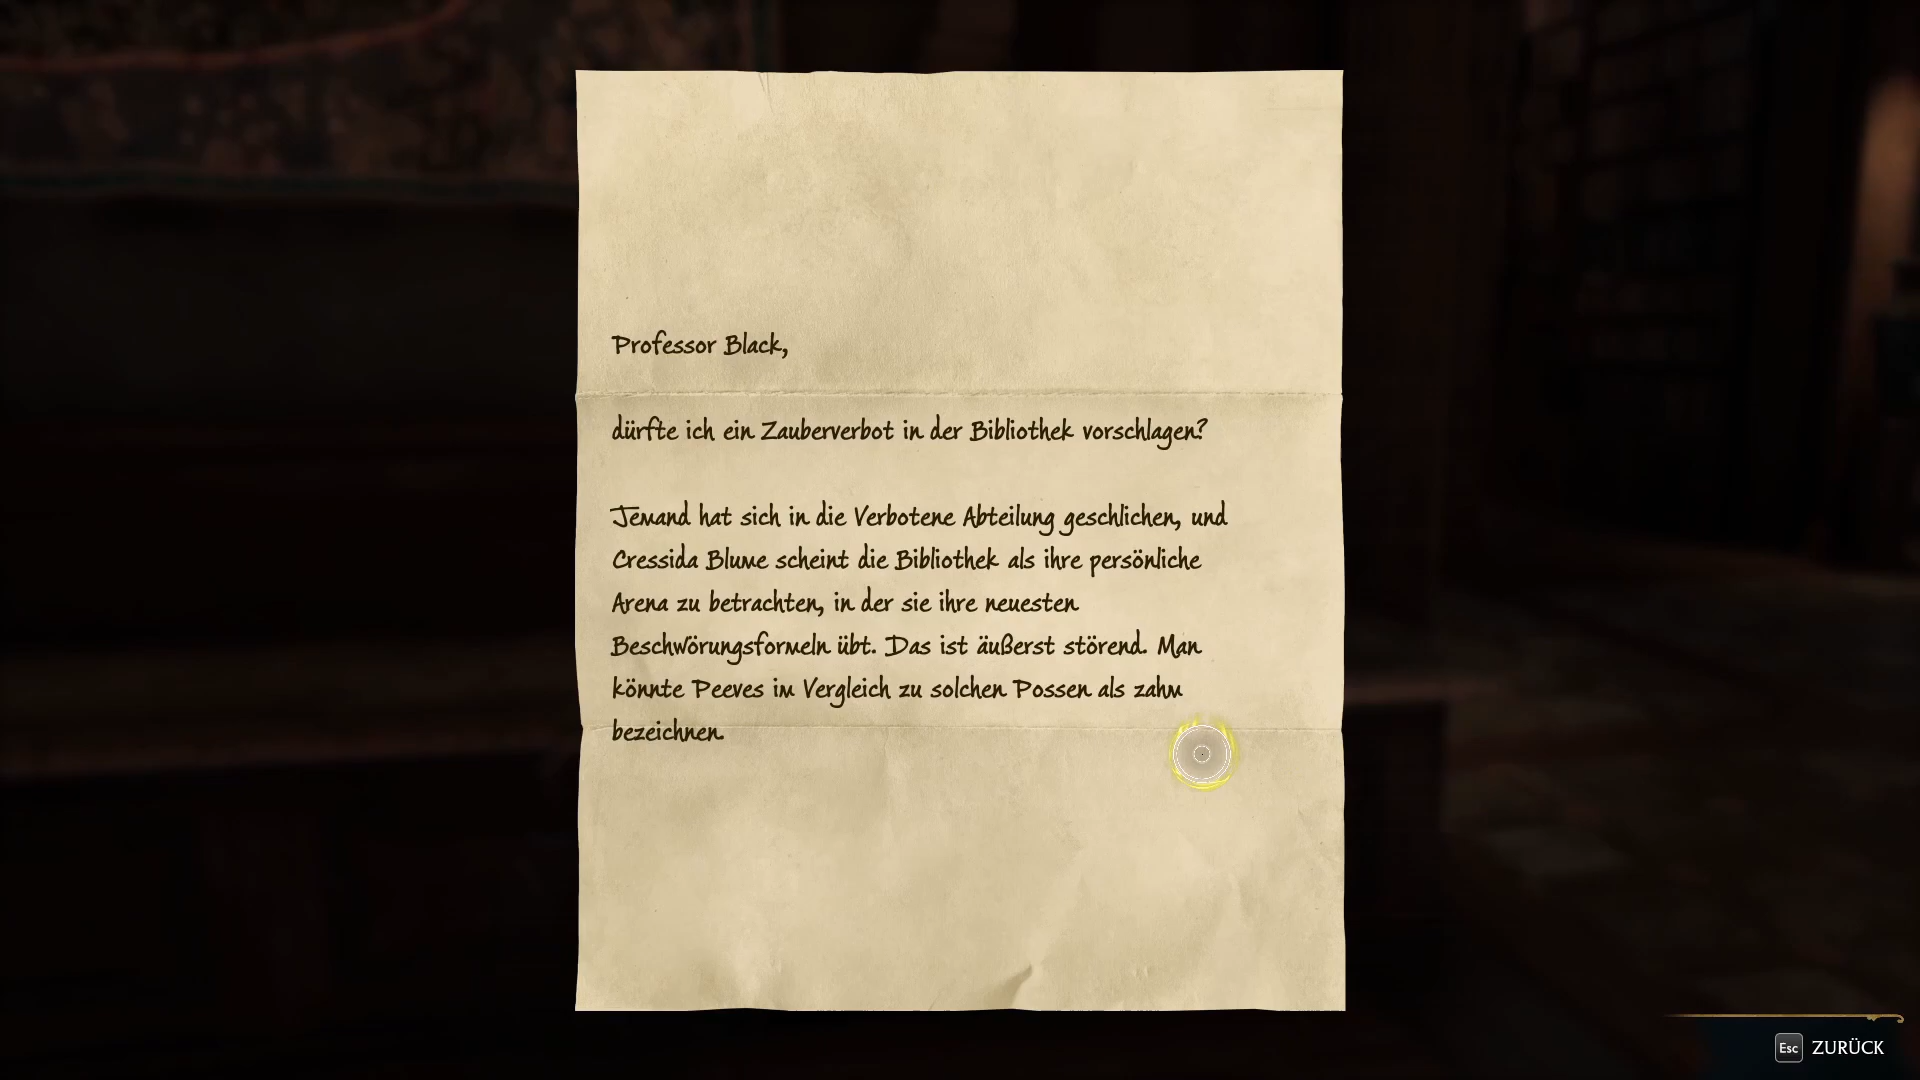 Professor Black,
dürfte ich ein Zauberverbot in der Bibliothek vorschlagen?
Jemand hat sich in die Verbotene Abteilung geschlichen, und
Cressida Blume scheint die Bibliothek als ihre persönliche
Arena zu betrachten, in der sie ihre neuesten
Beschwörungsformeln übt. Das ist äußerst störend. Man
könnte Peeves im Vergleich zu solchen Possen als zahm
bezeichnen.
Esc ZURÜCK